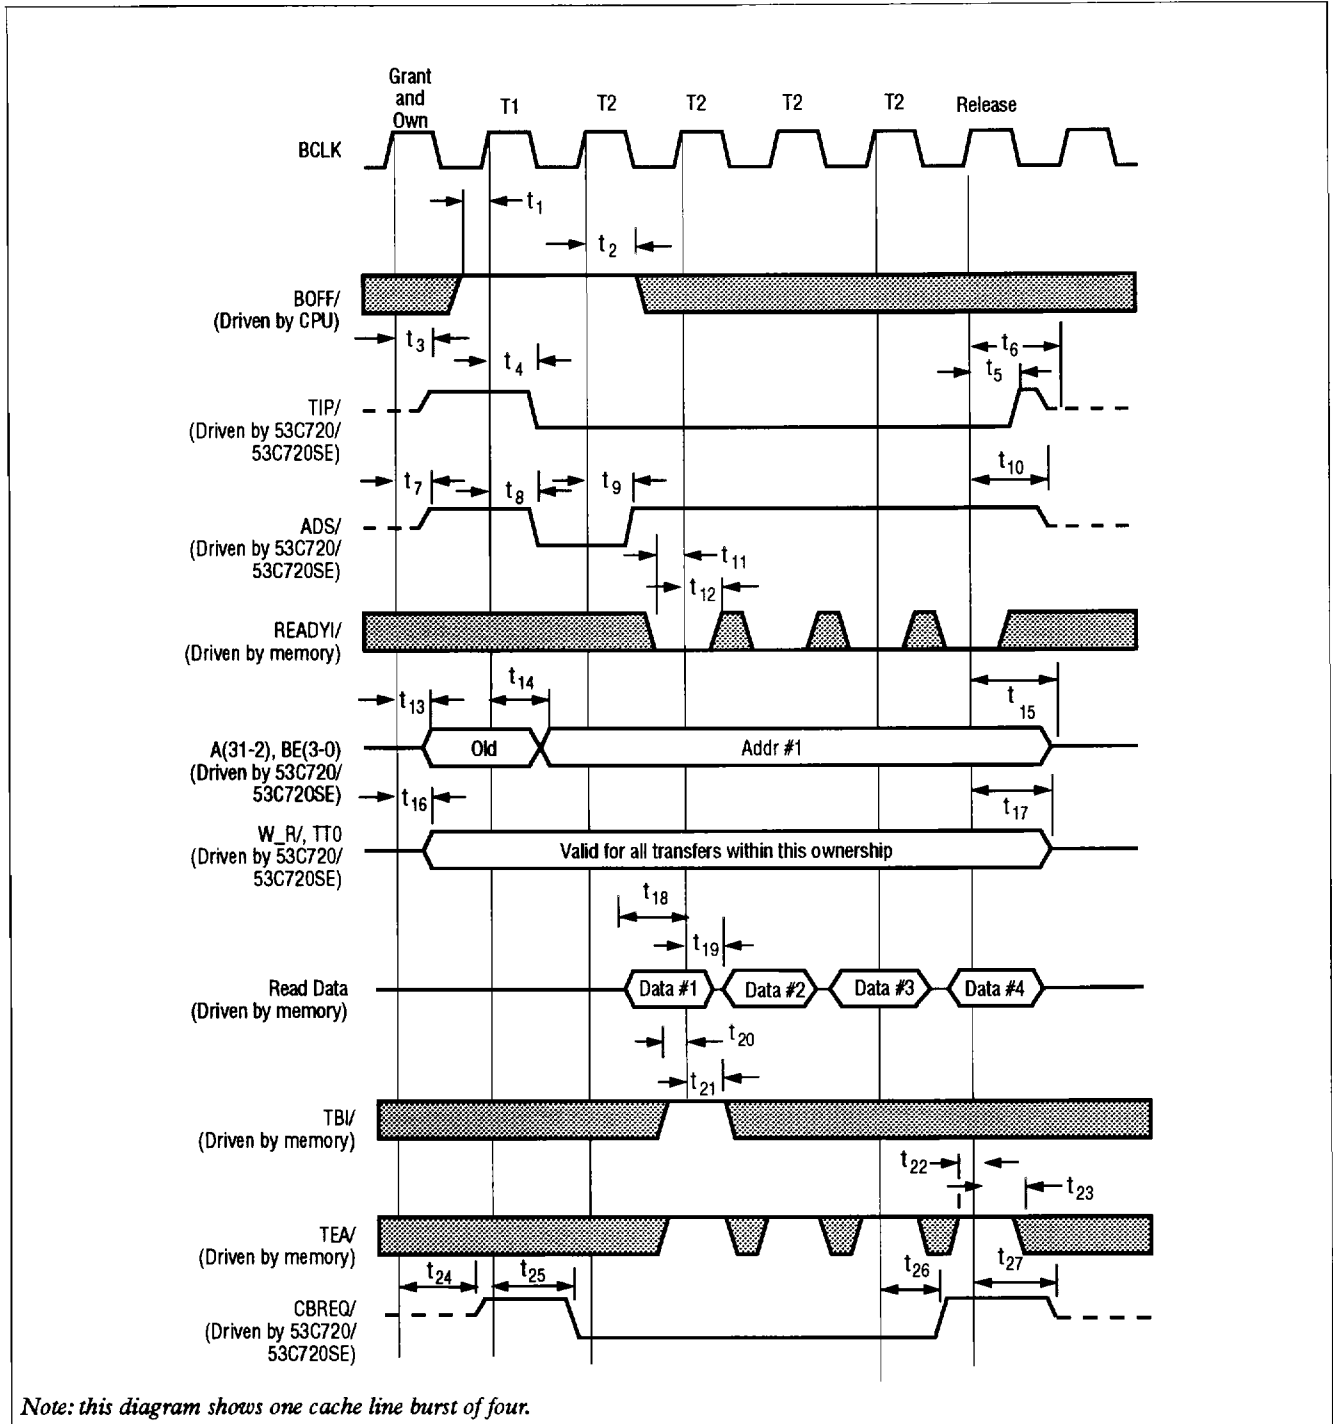 Grant
and
Own
T1
T2
T2
T2
T2
Release
BCLK
t1
t2
BOFF/
(Driven by CPU)
t3
t4
t6
t5
TIP/
(Driven by 53C720/
53C720SE)
t10
t7
t8
t9
ADS/
(Driven by 53C720/
53C720SE)
t11
t12
READYI/
(Driven by memory)
t13
t14
t15
A(31-2), BE(3-0)
(Driven by 53C720/
53C720SE)
Old
Addr #1
t16
t17
W_R/, TT0
(Driven by 53C720/
53C720SE)
Valid for all transfers within this ownership
t18
t19
Read Data
(Driven by memory)
Data #1
Data #2
Data #3
Data #4
t20
t21
TBI/
(Driven by memory)
t22
t23
TEA/
(Driven by memory)
t24
t25
t26
t27
CBREQ/
(Driven by 53C720/
53C720SE)
Note: this diagram shows one cache line burst of four.